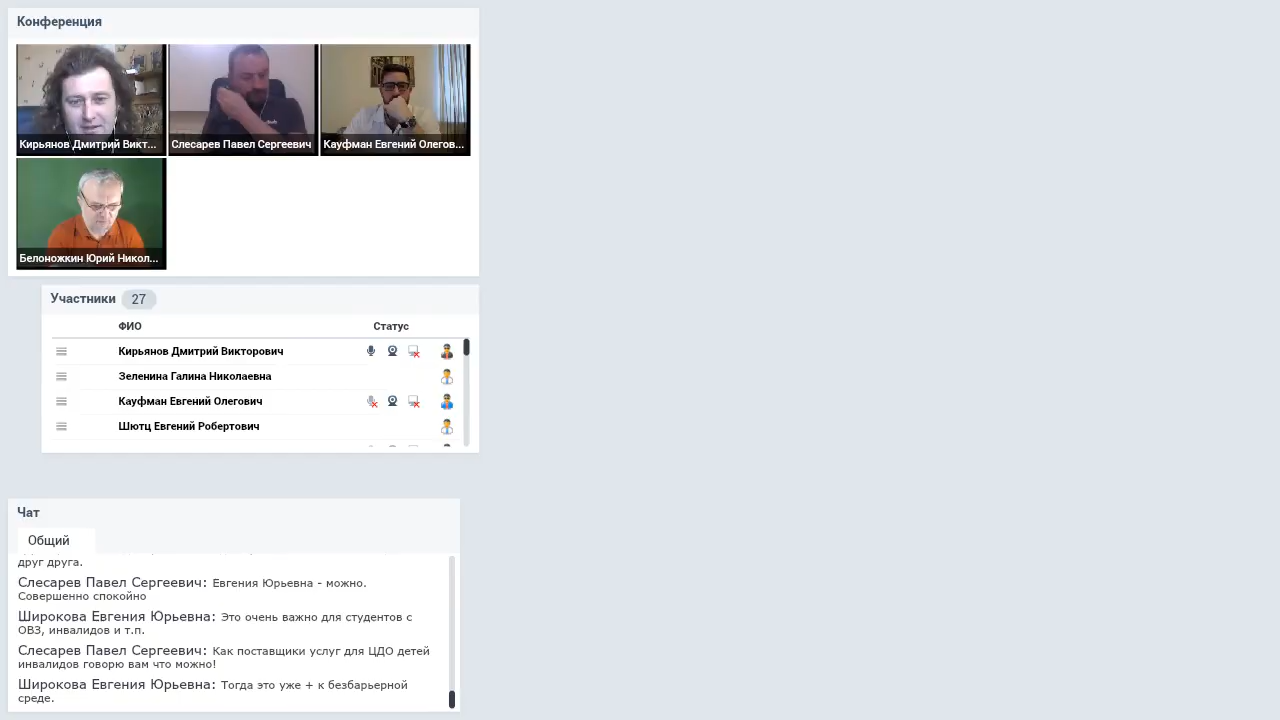 Конференция
Кирьянов Дмитрий Викт...
Слесарев Павел Сергеевич
Кауфман Евгений Олегов...
Белоножкин Юрий Никол...
Участники 27
ФИО Статус
Кирьянов Дмитрий Викторович
Зеленина Галина Николаевна
Кауфман Евгений Олегович
Шютц Евгений Робертович
Чат
Общий
друг друга.
Слесарев Павел Сергеевич: Евгения Юрьевна - можно.
Совершенно спокойно
Широкова Евгения Юрьевна: Это очень важно для студентов с
ОВЗ, инвалидов и т.п.
Слесарев Павел Сергеевич: Как поставщики услуг для ЦДО детей
инвалидов говорю вам что можно!
Широкова Евгения Юрьевна: Тогда это уже + к безбарьерной
среде.